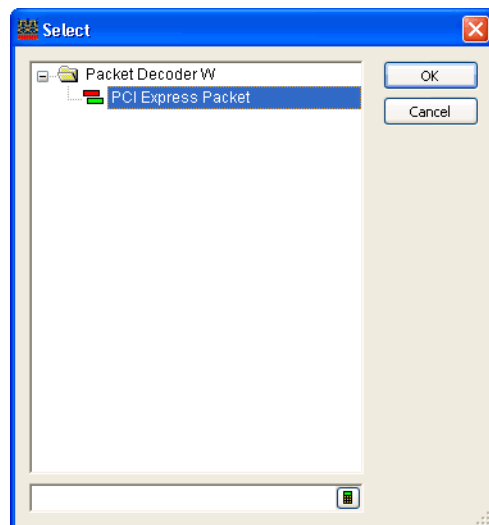 Select
Packet Decoder W
PCI Express Packet
OK
Cancel